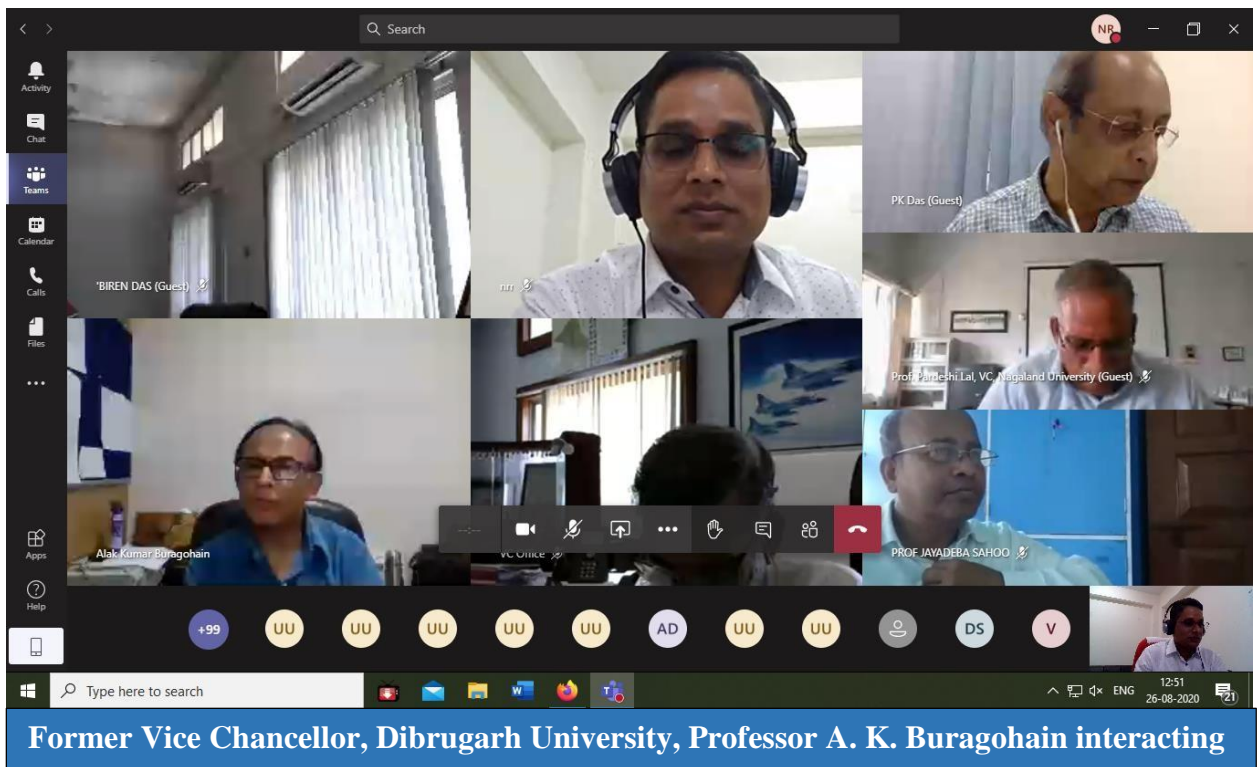 Search
NR
Activity
Chat
Teams
Calendar
Calls
Files
Apps
Help
'BIREN DAS (Guest)
nrr
PK Das (Guest)
Prof. Pardeshi Lal, VC, Nagaland University (Guest)
Alak Kumar Buragohain
VC Office
PROF JAYADEBA SAHOO
--:--
+99 UU UU UU UU UU AD UU UU DS V
Type here to search
ENG
12:51
26-08-2020
21
Former Vice Chancellor, Dibrugarh University, Professor A. K. Buragohain interacting